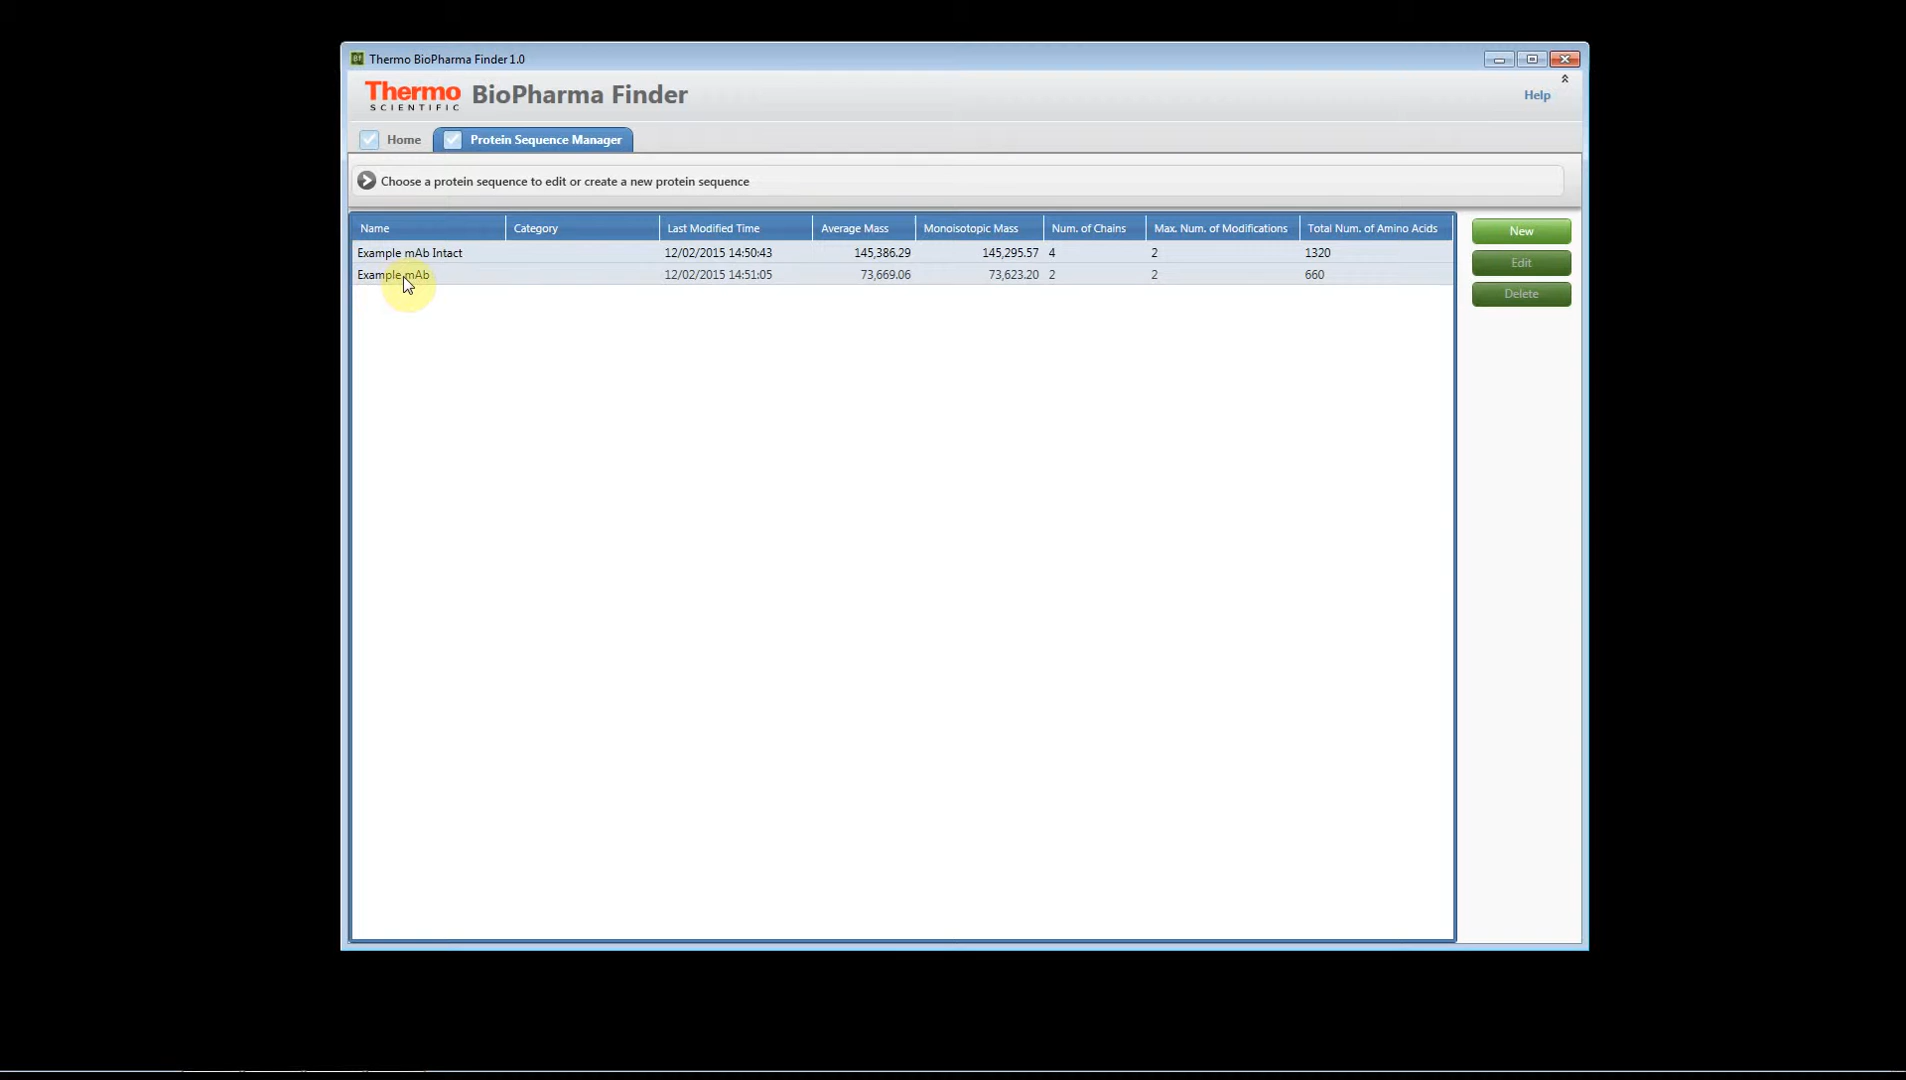 Thermo BioPharma Finder 1.0
Thermo SCIENTIFIC BioPharma Finder
Help
Home Protein Sequence Manager
Choose a protein sequence to edit or create a new protein sequence
Name Category Last Modified Time Average Mass Monoisotopic Mass Num. of Chains Max. Num. of Modifications Total Num. of Amino Acids
Example mAb Intact 12/02/2015 14:50:43 145,386.29 145,295.57 4 2 1320
Example mAb 12/02/2015 14:51:05 73,669.06 73,623.20 2 2 660
New
Edit
Delete